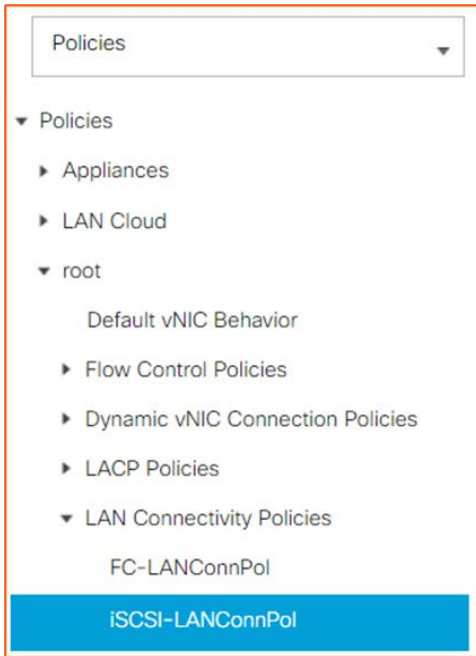 Policies
Policies
Appliances
LAN Cloud
root
Default vNIC Behavior
Flow Control Policies
Dynamic vNIC Connection Policies
LACP Policies
LAN Connectivity Policies
FC-LANConnPol
iSCSI-LANConnPol